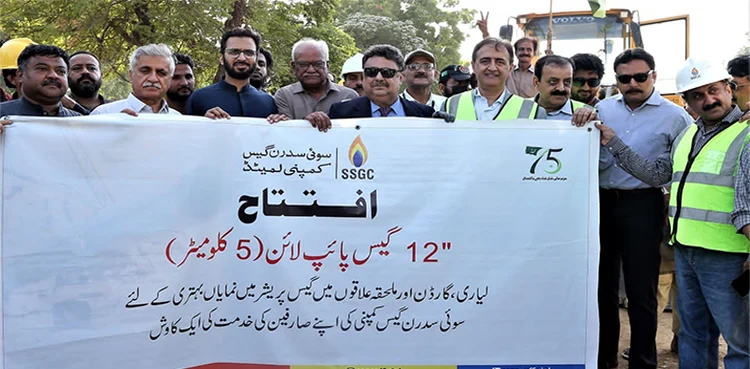 سوئی سدرن گیس
کمپنی لمیٹڈ
SSGC
75
افتتاح
12" گیس پائپ لائن (5 کلومیٹر)
لیاری، گارڈن اور ملحقہ علاقوں میں گیس پریشر میں نمایاں بہتری کے لئے
سوئی سدرن گیس کمپنی کی اپنے صارفین کی خدمت کی ایک کاوش
VOLVO